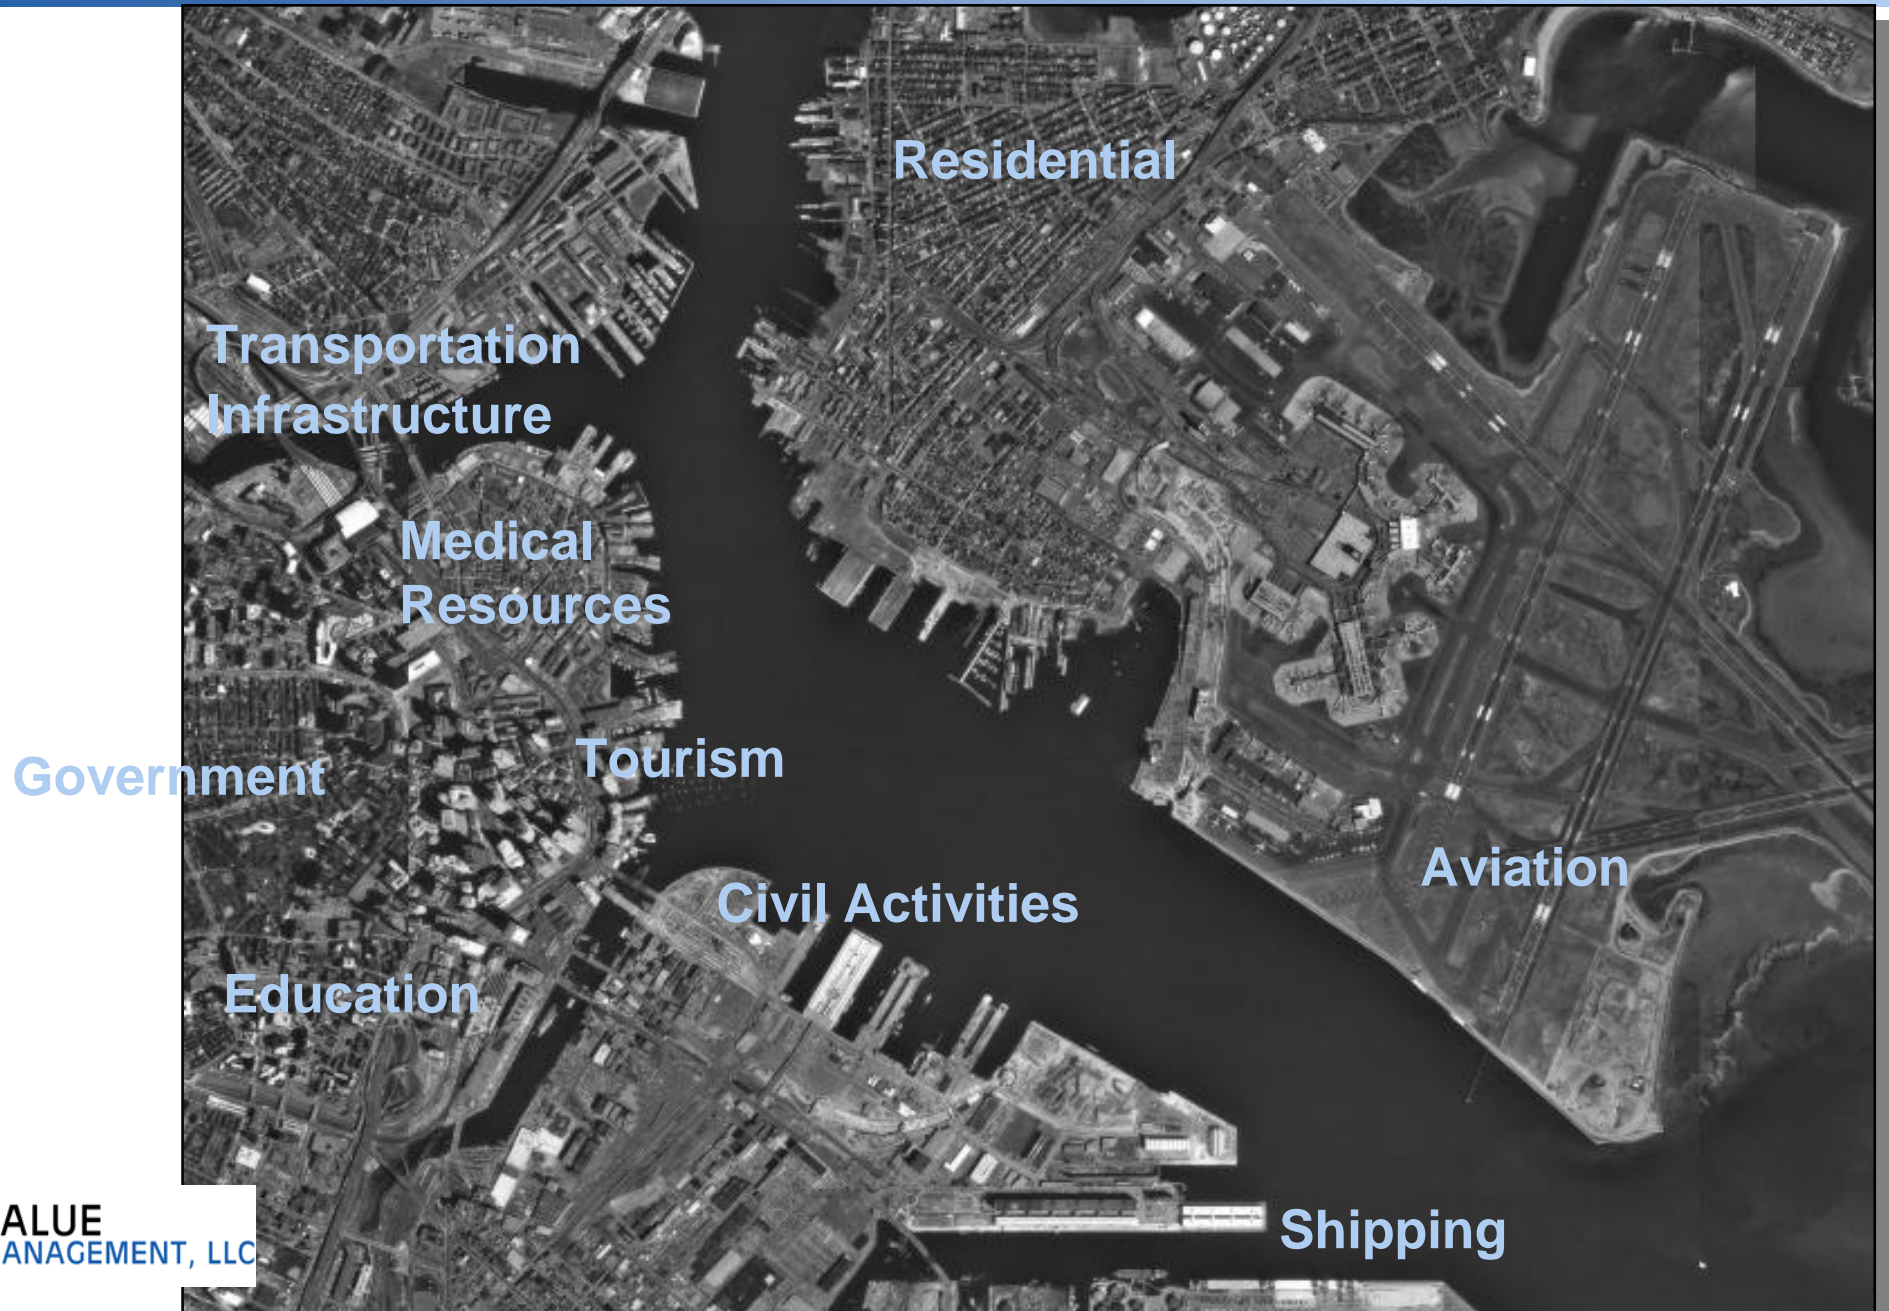 Residential
Transportation
Infrastructure
Medical
Resources
Tourism
Government
Aviation
Civil Activities
Education
Shipping
ALUE
ANAGEMENT, LLC